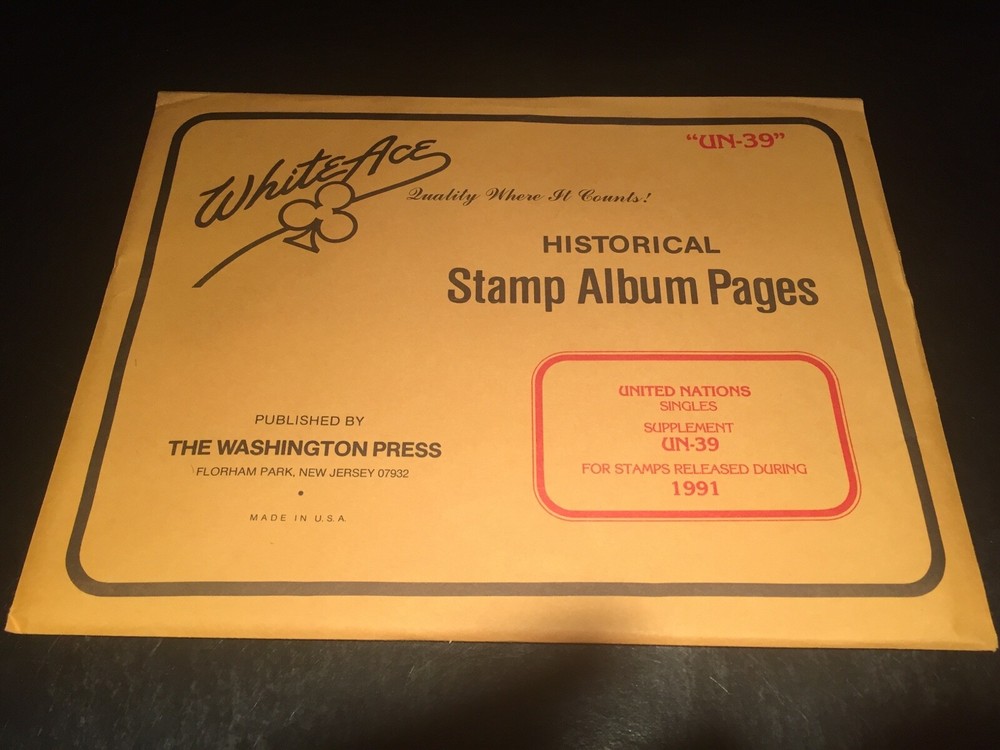 "UN-39"
White Ace
Quality Where It Counts!
HISTORICAL
Stamp Album Pages
PUBLISHED BY
THE WASHINGTON PRESS
FLORHAM PARK, NEW JERSEY 07932
•
MADE IN U.S.A.
UNITED NATIONS
SINGLES
SUPPLEMENT
UN-39
FOR STAMPS RELEASED DURING
1991